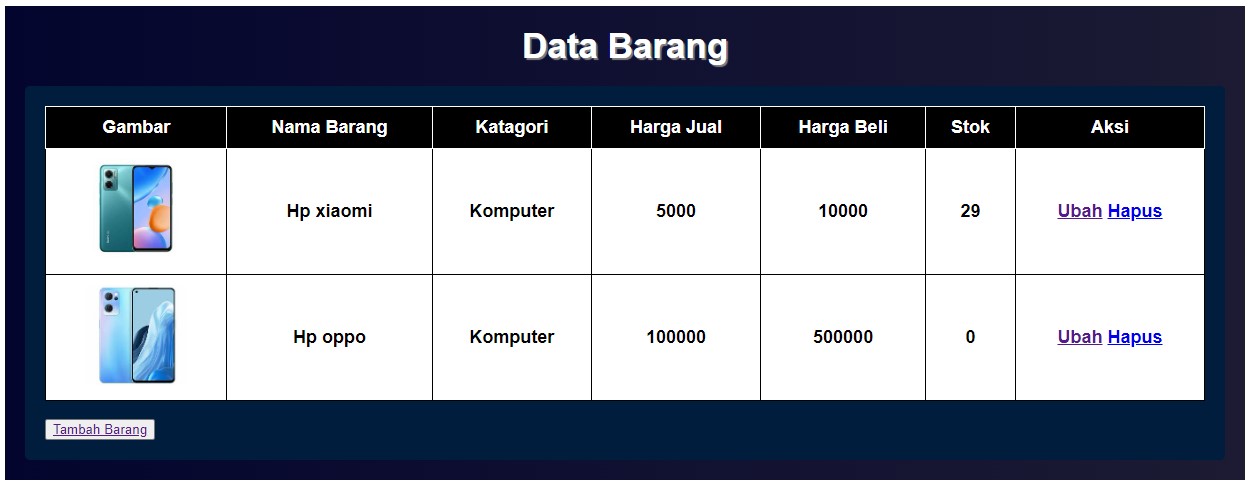 Data Barang
Gambar Nama Barang Katagori Harga Jual Harga Beli Stok Aksi
Hp xiaomi Komputer 5000 10000 29 Ubah Hapus
Hp oppo Komputer 100000 500000 0 Ubah Hapus
Tambah Barang